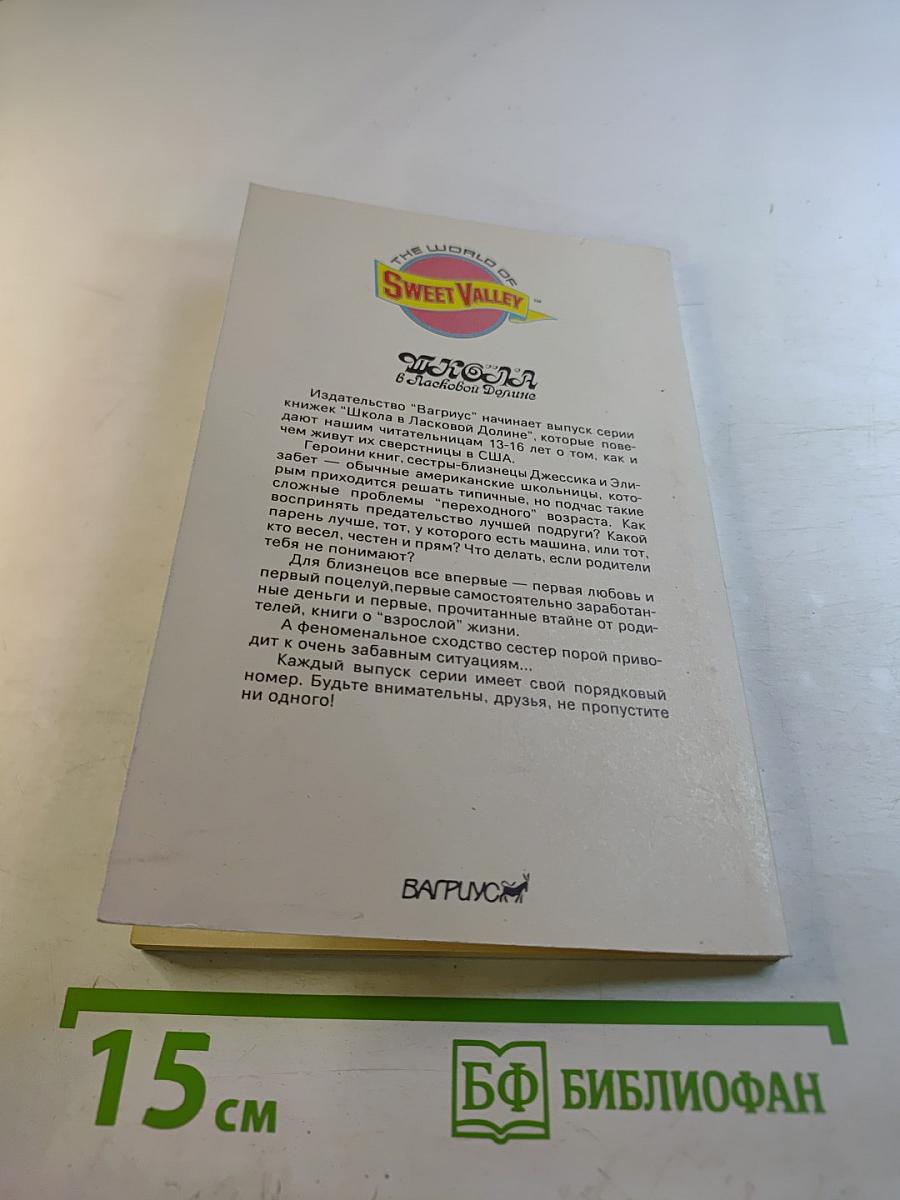 THE WORLD OF
SWEET VALLEY ™
ШКОЛА
в Ласковой Долине
Издательство "Вагриус" начинает выпуск серии
книжек "Школа в Ласковой Долине", которые пове-
дают нашим читательницам 13-16 лет о том, как и
чем живут их сверстницы в США.
Героини книг, сестры-близнецы Джессика и Эли-
забет — обычные американские школьницы, кото-
рым приходится решать типичные, но подчас такие
сложные проблемы "переходного" возраста. Как
воспринять предательство лучшей подруги? Какой
парень лучше, тот, у которого есть машина, или тот,
кто весел, честен и прям? Что делать, если родители
тебя не понимают?
Для близнецов все впервые — первая любовь и
первый поцелуй,первые самостоятельно заработан-
ные деньги и первые, прочитанные втайне от роди-
телей, книги о "взрослой" жизни.
А феноменальное сходство сестер порой приво-
дит к очень забавным ситуациям...
Каждый выпуск серии имеет свой порядковый
номер. Будьте внимательны, друзья, не пропустите
ни одного!
ВАГРИУС
15 см
БФ БИБЛИОФАН